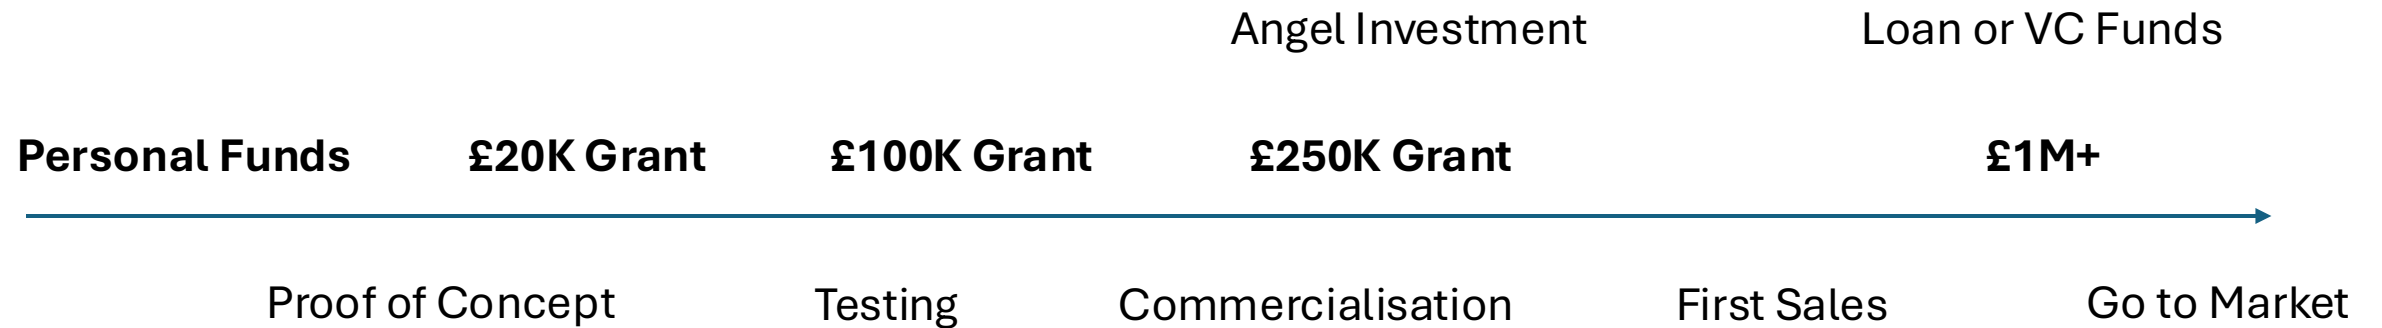 Angel Investment Loan or VC Funds
Personal Funds £20K Grant £100K Grant £250K Grant £1M+
Proof of Concept Testing Commercialisation First Sales Go to Market